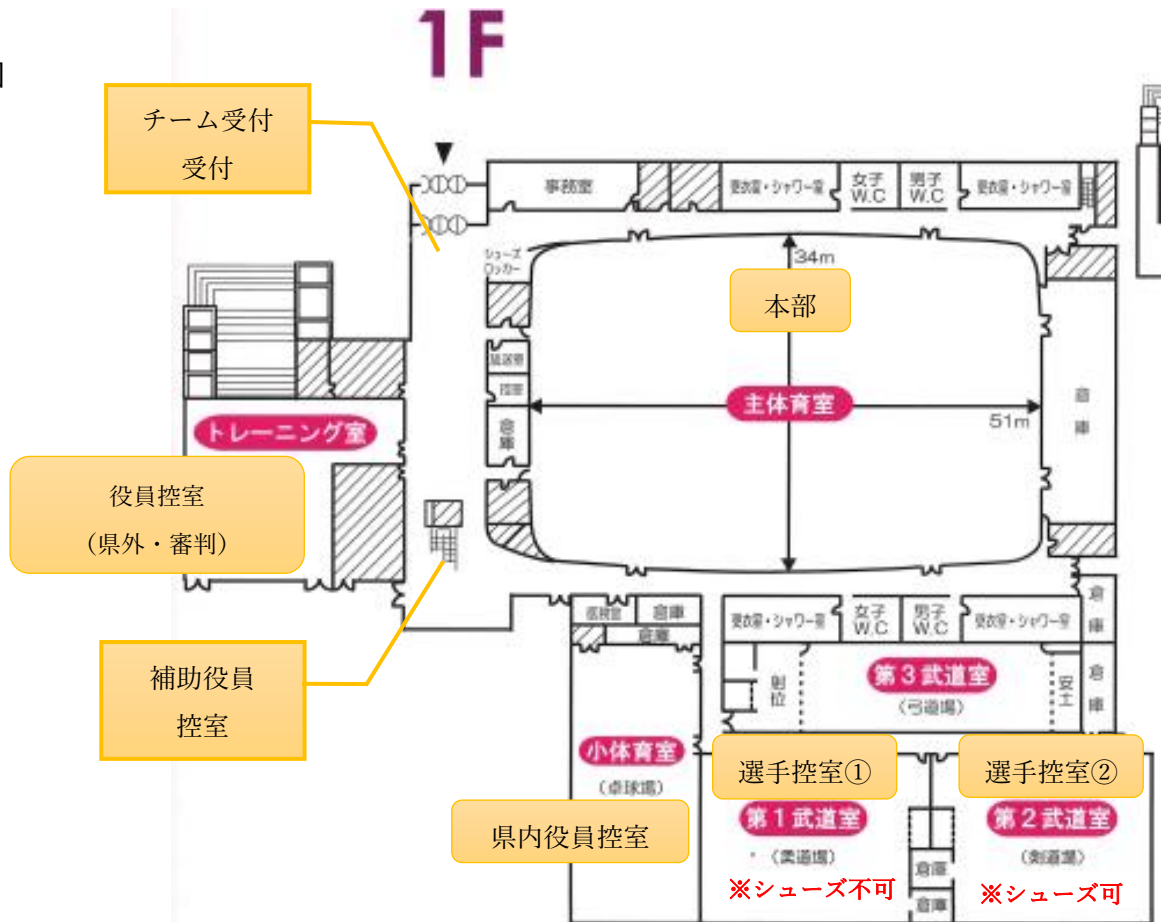 1F
チーム受付
受付
事務室
更衣室・シャワー室
女子
W.C
男子
W.C
更衣室・シャワー室
シューズ
ロッカー
34m
本部
放送室
控室
主体育室
51m
倉庫
倉庫
トレーニング室
役員控室
（県外・審判）
医務室
倉庫
倉庫
更衣室・シャワー室
女子
W.C
男子
W.C
更衣室・シャワー室
倉庫
補助役員
控室
射位
第3武道室
（弓道場）
安土
倉庫
小体育室
（卓球場）
選手控室①
選手控室②
県内役員控室
第1武道室
（柔道場）
※シューズ不可
倉庫
倉庫
第2武道室
（剣道場）
※シューズ可